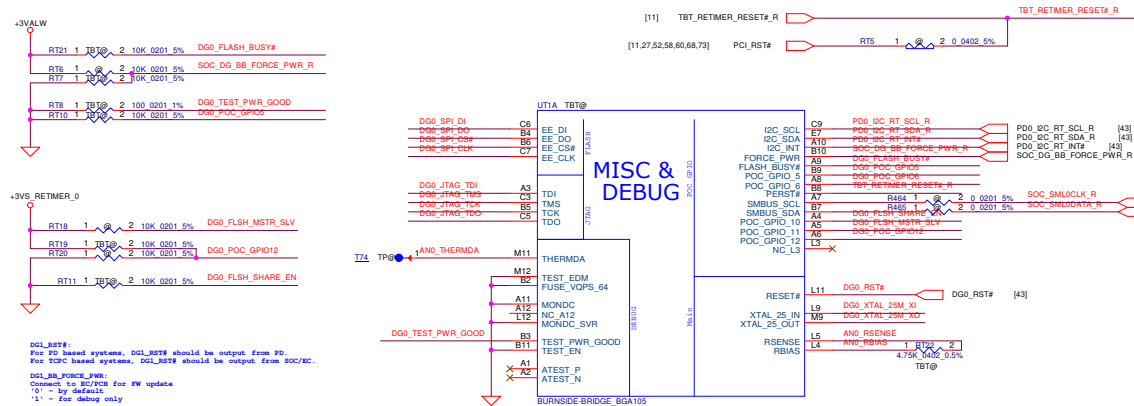 [11] TBT_RETIMER_RESET#_R
TBT_RETIMER_RESET#_R
[11,27,52,58,60,68,73] PCI_RST# RT5 1 @ 2 0_0402_5%
+3VALW
RT21 1 TBT@ 2 10K_0201_5% DG0_FLASH_BUSY#
RT6 1 @ 2 10K_0201_5% SOC_DG_BB_FORCE_PWR_R
RT7 1 TBT@ 2 10K_0201_5%
RT8 1 TBT@ 2 100_0201_1% DG0_TEST_PWR_GOOD
RT10 1 TBT@ 2 10K_0201_5% DG0_POC_GPIO5
+3VS_RETIMER_0
RT18 1 @ 2 10K_0201_5% DG0_FLSH_MSTR_SLV
RT19 1 TBT@ 2 10K_0201_5% DG0_POC_GPIO12
RT20 1 @ 2 10K_0201_5%
RT11 1 TBT@ 2 10K_0201_5% DG0_FLSH_SHARE_EN
DG1_RST#:
For PD based systems, DG1_RST# should be output from PD.
For TCPC based systems, DG1_RST# should be output from SOC/EC.
DG1_BB_FORCE_PWR:
Connect to EC/PCH for FW update
'0' - by default
'1' - for debug only
UT1A TBT@
MISC &
DEBUG
FLASH
JTAG
DEBUG
POC GPIO
Main
DG0_SPI_DI C6 EE_DI
DG0_SPI_DO B4 EE_DO
DG0_SPI_CS# B6 EE_CS#
DG0_SPI_CLK C7 EE_CLK
DG0_JTAG_TDI A3 TDI
DG0_JTAG_TMS C3 TMS
DG0_JTAG_TCK B5 TCK
DG0_JTAG_TDO C5 TDO
T74 TP@ 1 AN0_THERMDA M11 THERMDA
M12 TEST_EDM
B2 FUSE_VQPS_64
A11 MONDC
A12 NC_A12
L12 MONDC_SVR
DG0_TEST_PWR_GOOD B3 TEST_PWR_GOOD
B11 TEST_EN
A1 ATEST_P
A2 ATEST_N
I2C_SCL C9 PD0_I2C_RT_SCL_R PD0_I2C_RT_SCL_R [43]
I2C_SDA E7 PD0_I2C_RT_SDA_R PD0_I2C_RT_SDA_R [43]
I2C_INT A10 PD0_I2C_RT_INT# PD0_I2C_RT_INT# [43]
FORCE_PWR B10 SOC_DG_BB_FORCE_PWR_R SOC_DG_BB_FORCE_PWR_R
FLASH_BUSY# A9 DG0_FLASH_BUSY#
POC_GPIO_5 B9 DG0_POC_GPIO5
POC_GPIO_6 A8 DG0_POC_GPIO6
PERST# B8 TBT_RETIMER_RESET#_R
SMBUS_SCL A7 R464 1 @ 2 0_0201_5% SOC_SML0CLK_R
SMBUS_SDA B7 R465 1 @ 2 0_0201_5% SOC_SML0DATA_R
POC_GPIO_10 A4 DG0_FLSH_SHARE_EN
POC_GPIO_11 A5 DG0_FLSH_MSTR_SLV
POC_GPIO_12 A6 DG0_POC_GPIO12
NC_L3 L3
RESET# L11 DG0_RST# DG0_RST# [43]
XTAL_25_IN L9 DG0_XTAL_25M_XI
XTAL_25_OUT M9 DG0_XTAL_25M_XO
RSENSE L5 AN0_RSENSE
RBIAS L4 AN0_RBIAS 1 RT22 2
4.75K_0402_0.5%
TBT@
BURNSIDE-BRIDGE_BGA105